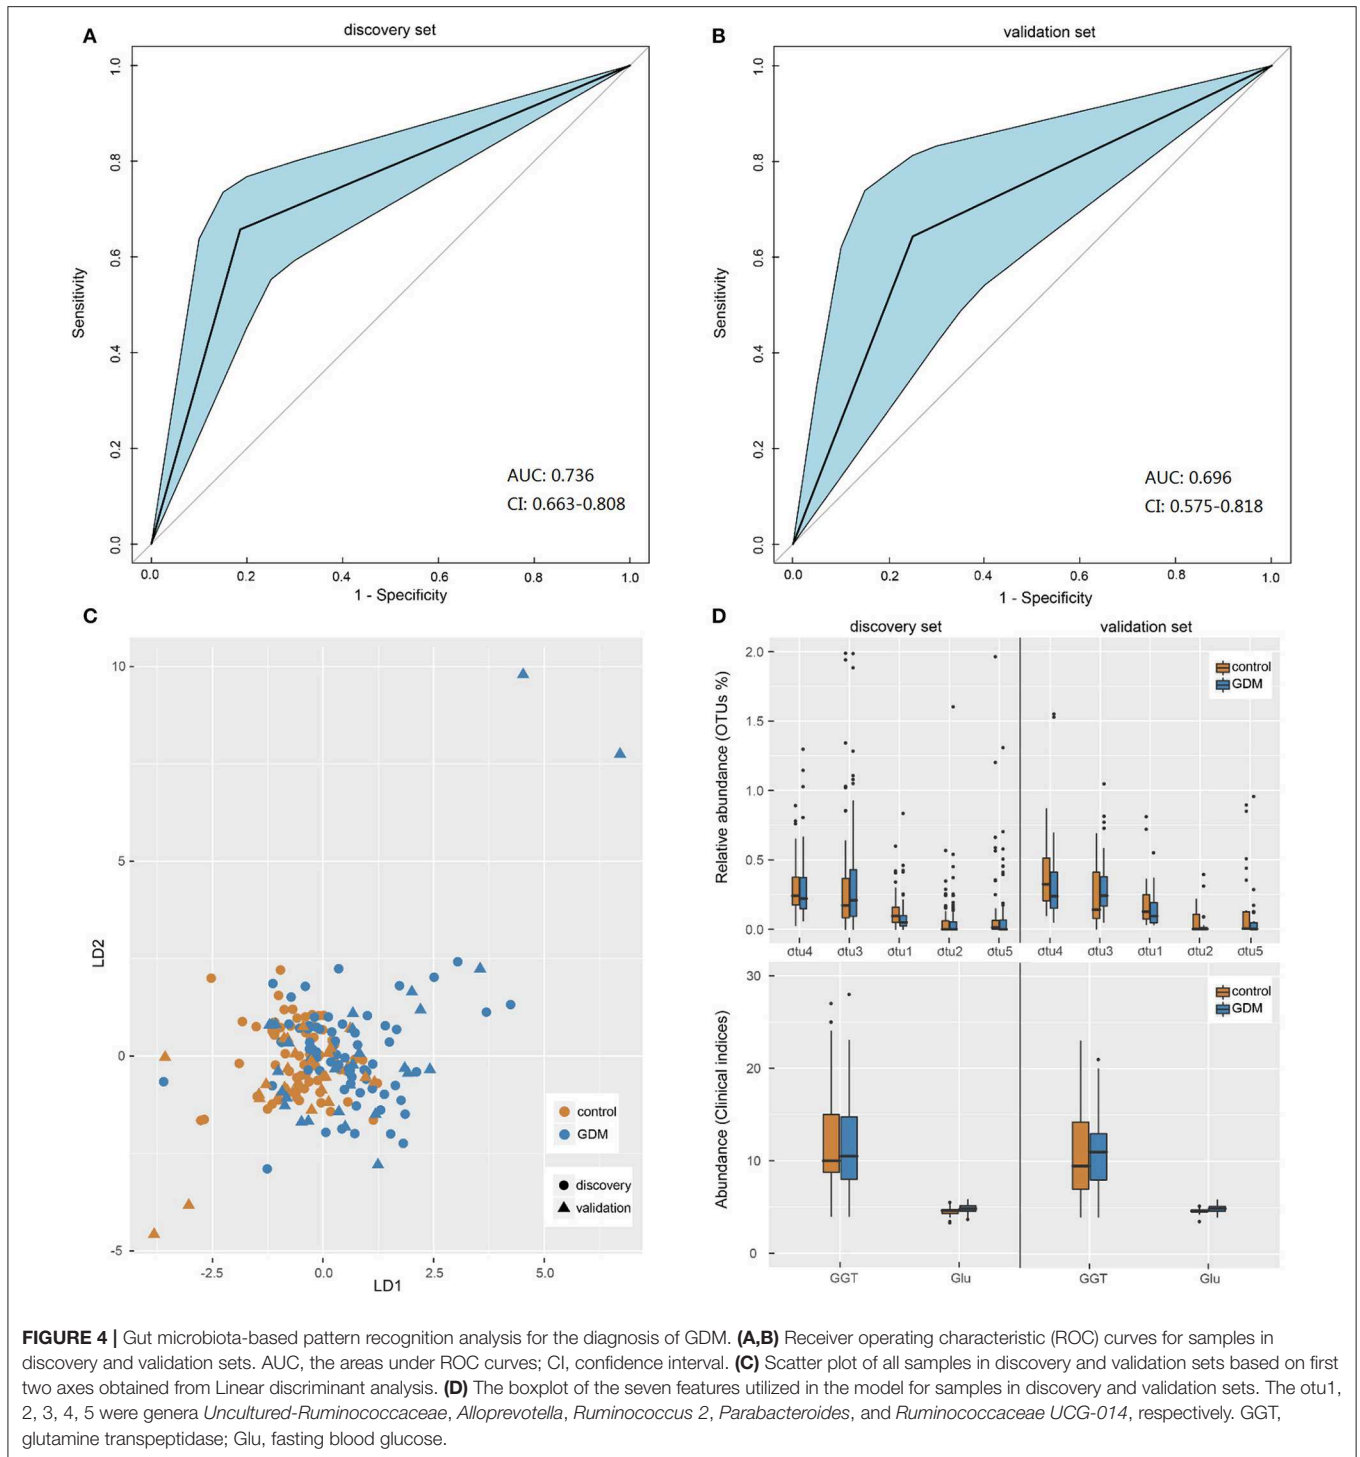 A
discovery set
1.0
0.8
0.6
0.4
0.2
0.0
Sensitivity
AUC: 0.736
CI: 0.663-0.808
0.0 0.2 0.4 0.6 0.8 1.0
1 - Specificity
B
validation set
1.0
0.8
0.6
0.4
0.2
0.0
Sensitivity
AUC: 0.696
CI: 0.575-0.818
0.0 0.2 0.4 0.6 0.8 1.0
1 - Specificity
C
10
5
0
-5
LD2
control
GDM
discovery
validation
-2.5 0.0 2.5 5.0
LD1
D
discovery set validation set
2.0
1.5
1.0
0.5
0.0
Relative abundance (OTUs %)
control
GDM
otu4 otu3 otu1 otu2 otu5 otu4 otu3 otu1 otu2 otu5
30
20
10
0
Abundance (Clinical indices)
control
GDM
GGT Glu GGT Glu
FIGURE 4 | Gut microbiota-based pattern recognition analysis for the diagnosis of GDM. (A,B) Receiver operating characteristic (ROC) curves for samples in
discovery and validation sets. AUC, the areas under ROC curves; CI, confidence interval. (C) Scatter plot of all samples in discovery and validation sets based on first
two axes obtained from Linear discriminant analysis. (D) The boxplot of the seven features utilized in the model for samples in discovery and validation sets. The otu1,
2, 3, 4, 5 were genera Uncultured-Ruminococcaceae, Alloprevotella, Ruminococcus 2, Parabacteroides, and Ruminococcaceae UCG-014, respectively. GGT,
glutamine transpeptidase; Glu, fasting blood glucose.